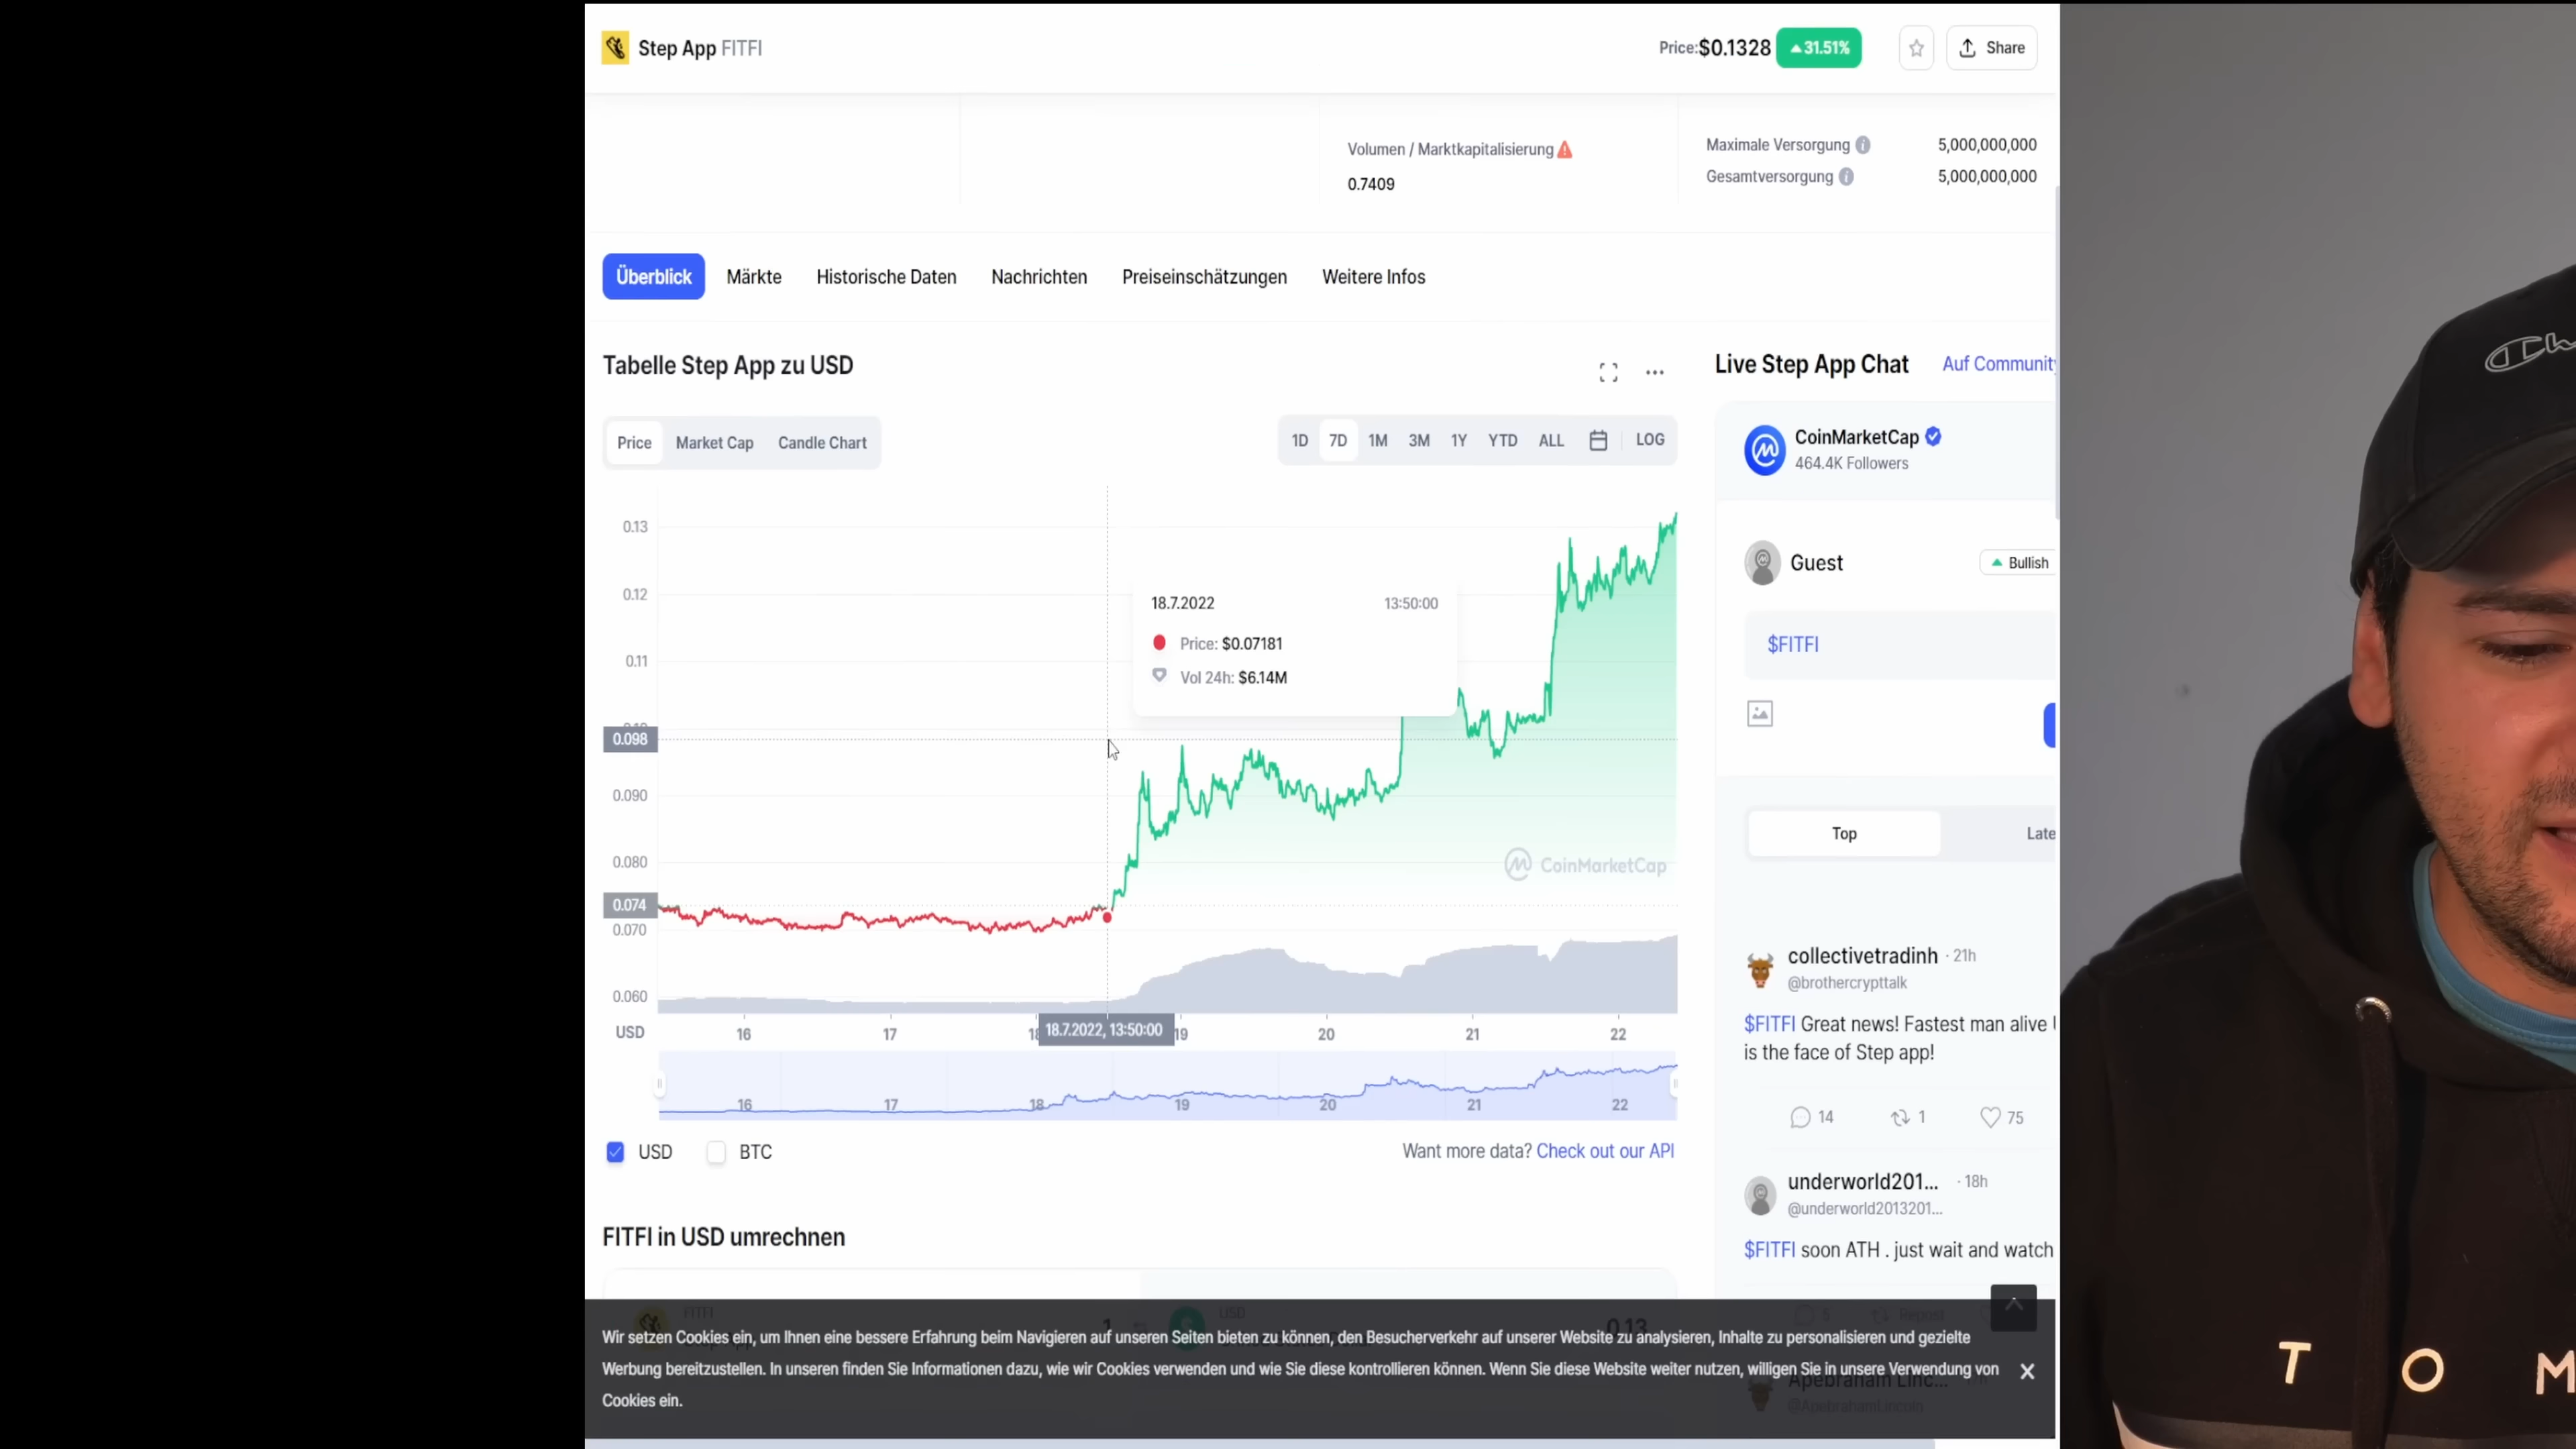 Step App FITFI
Price:$0.1328 ▲31.51%
Share
Volumen / Marktkapitalisierung
0.7409
Maximale Versorgung 5,000,000,000
Gesamtversorgung 5,000,000,000
Überblick Märkte Historische Daten Nachrichten Preiseinschätzungen Weitere Infos
Tabelle Step App zu USD
Price Market Cap Candle Chart
1D 7D 1M 3M 1Y YTD ALL LOG
0.13
0.12
0.11
0.098
0.090
0.080
0.074
0.070
0.060
18.7.2022 13:50:00
Price: $0.07181
Vol 24h: $6.14M
CoinMarketCap
USD 16 17 18.7.2022, 13:50:00 19 20 21 22
16 17 18 19 20 21 22
USD BTC
Want more data? Check out our API
FITFI in USD umrechnen
Live Step App Chat Auf Community
CoinMarketCap
464.4K Followers
Guest
Bullish
$FITFI
Top Late
collectivetradinh · 21h
@brothercrypttalk
$FITFI Great news! Fastest man alive
is the face of Step app!
14 1 75
underworld201... · 18h
@underworld2013201...
$FITFI soon ATH . just wait and watch
FITFI
1
USD
0.13
5 Repost
Wir setzen Cookies ein, um Ihnen eine bessere Erfahrung beim Navigieren auf unseren Seiten bieten zu können, den Besucherverkehr auf unserer Website zu analysieren, Inhalte zu personalisieren und gezielte
Werbung bereitzustellen. In unseren finden Sie Informationen dazu, wie wir Cookies verwenden und wie Sie diese kontrollieren können. Wenn Sie diese Website weiter nutzen, willigen Sie in unsere Verwendung von
Cookies ein.
Apebraham Linc...
@ApebrahamLincoln
T O M